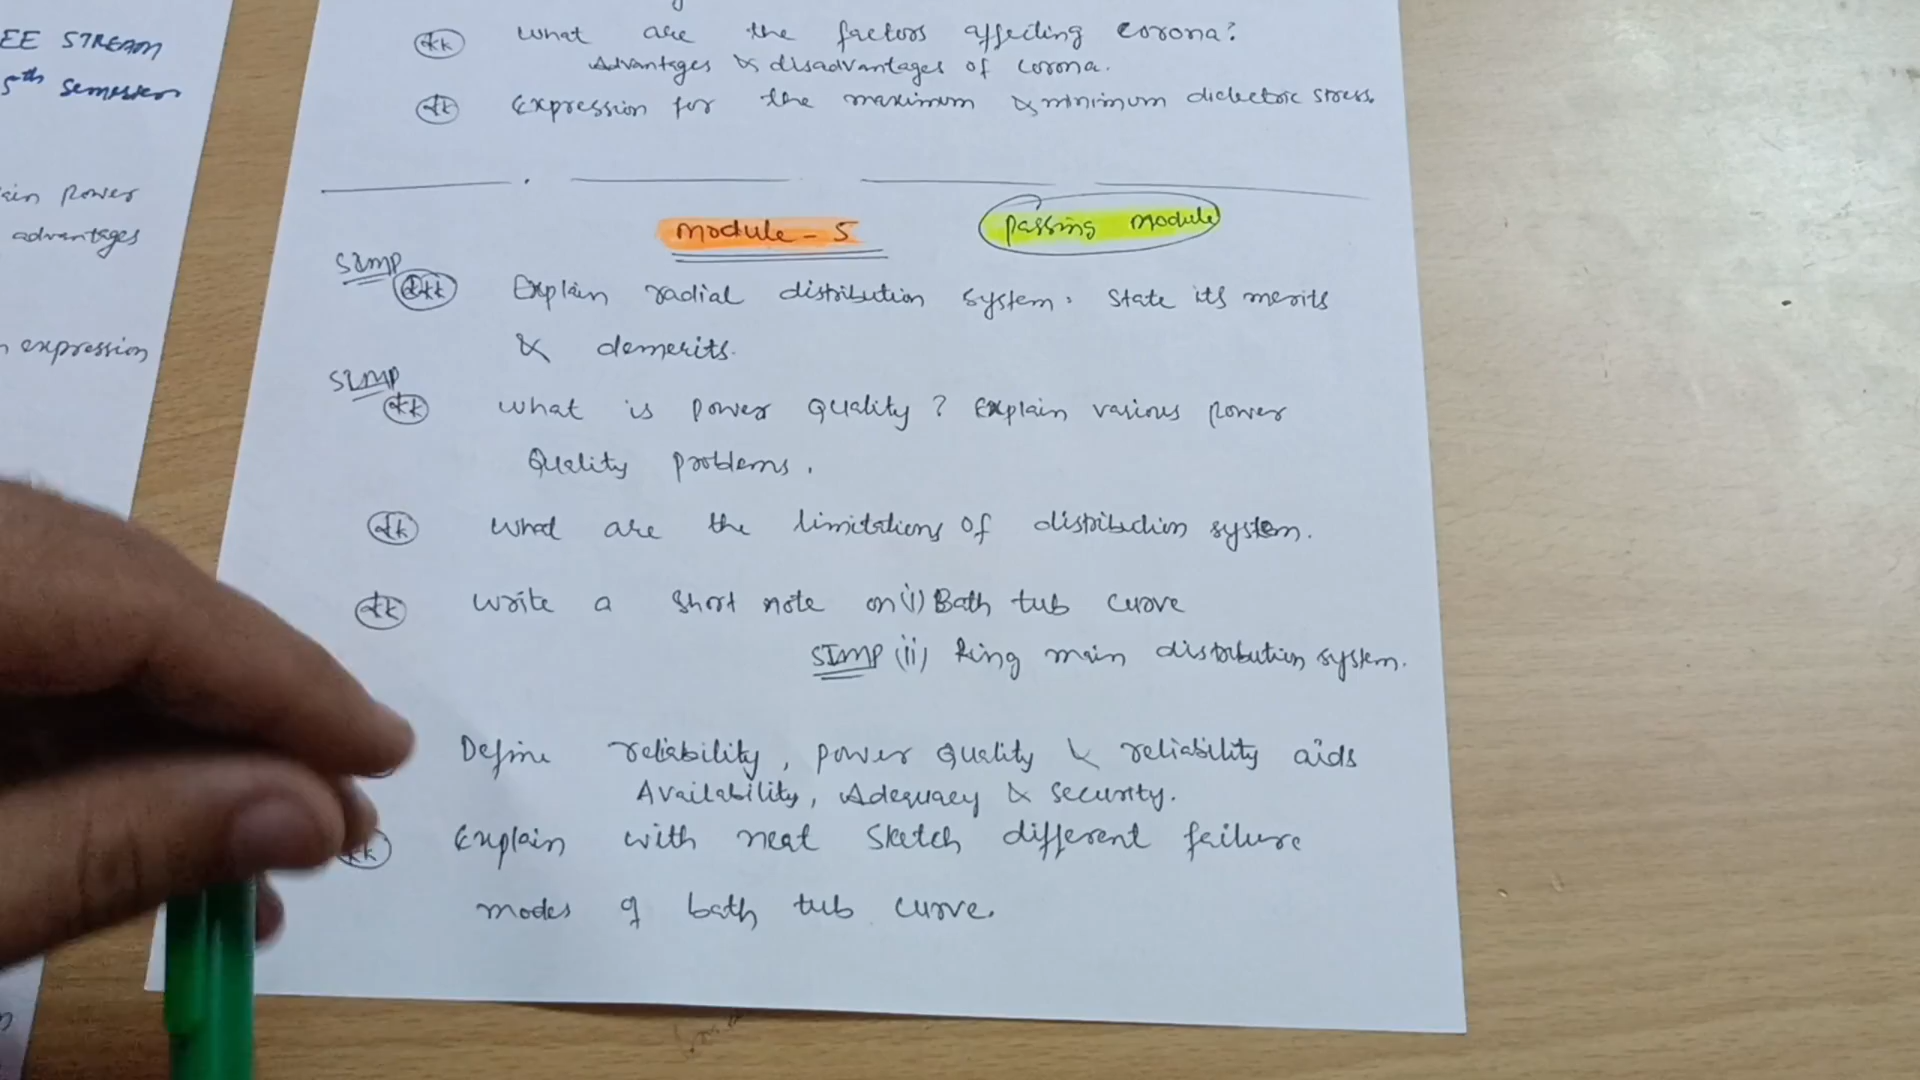 EE STREAM
5th Semester
ain power
advantages
expression
What are the factors affecting corona?
Advantages & disadvantages of corona.
Expression for the maximum & minimum dielectric stress.
Module - 5
Passing module
SIMP
Explain radial distribution system. State its merits
& demerits.
SIMP
What is power quality? Explain various power
Quality problems.
What are the limitations of distribution system.
Write a short note on (i) Bath tub curve
SIMP (ii) Ring main distribution system.
Define reliability, power quality & reliability aids
Availability, Adequacy & security.
Explain with neat sketch different failure
modes of bath tub curve.